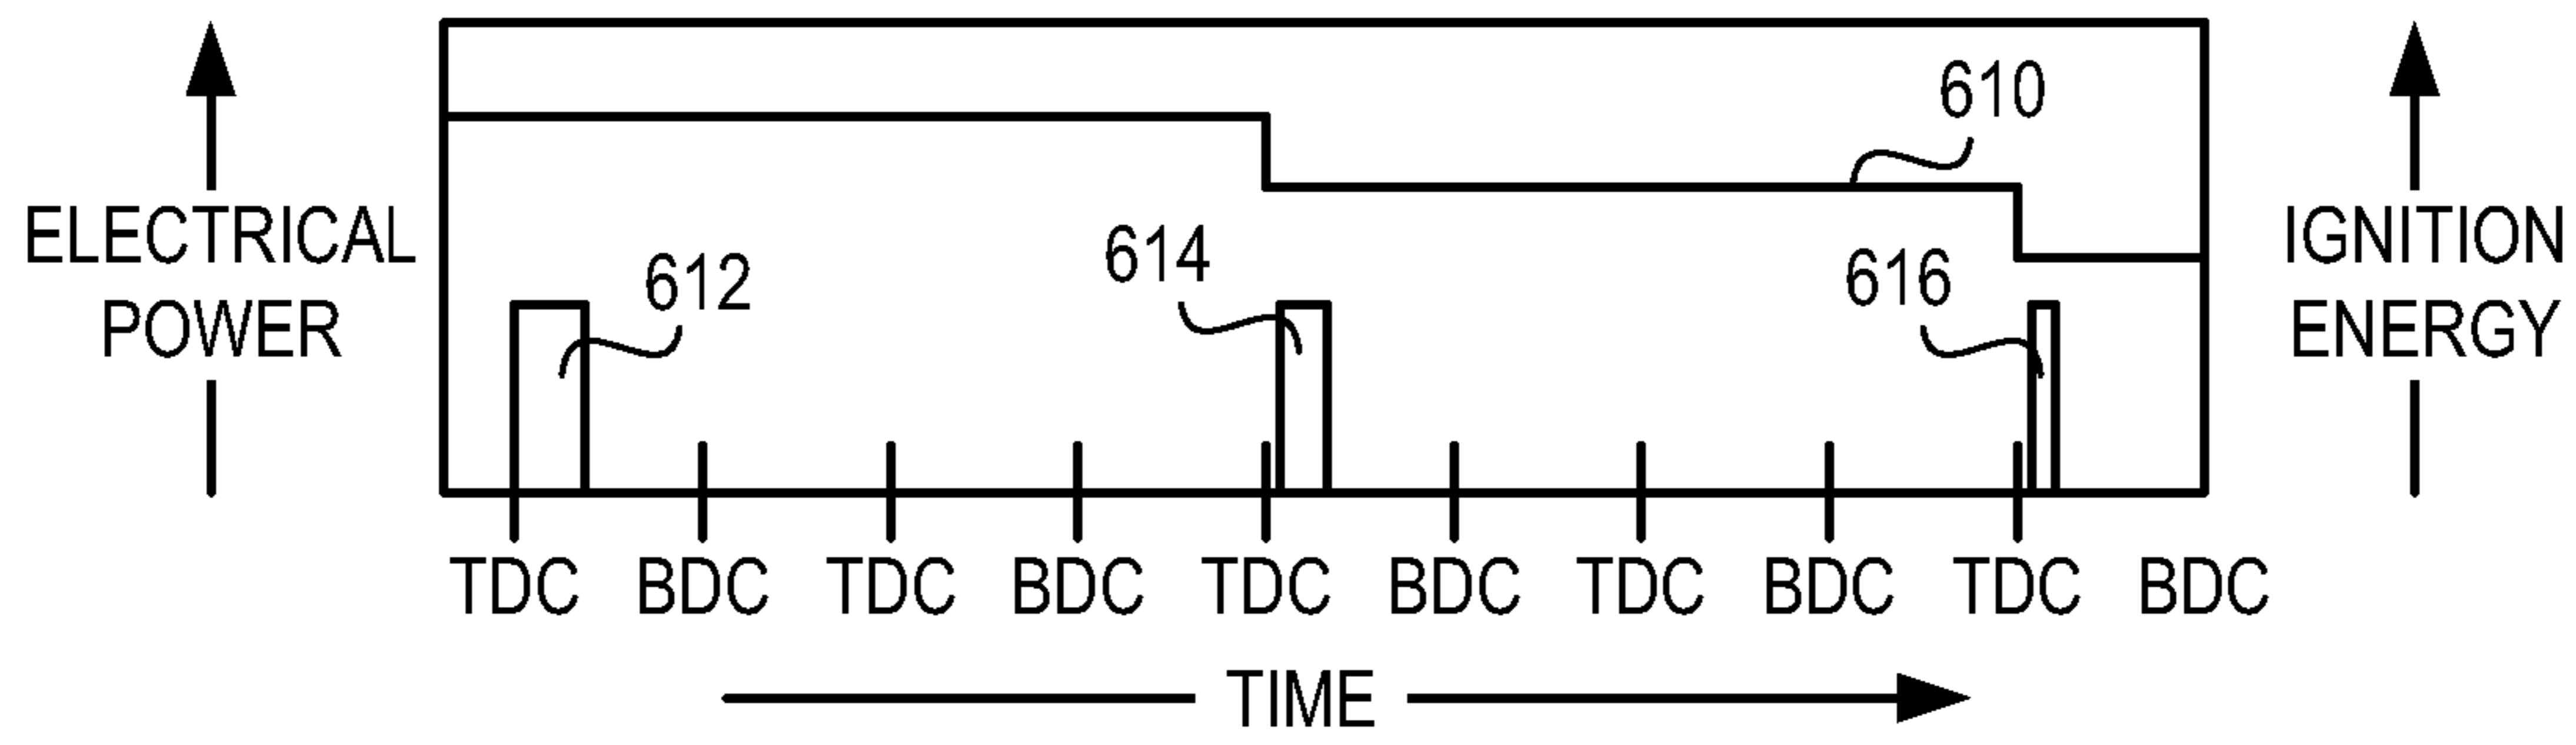 610
614
612
616
ELECTRICAL
POWER
IGNITION
ENERGY
TDC BDC TDC BDC TDC BDC TDC BDC TDC BDC
TIME